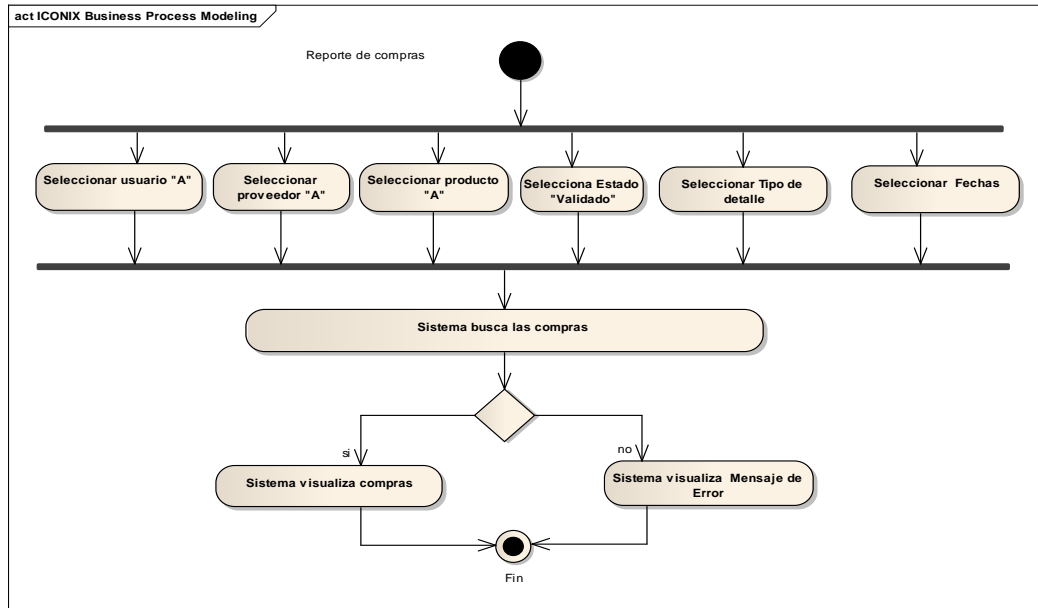 act ICONIX Business Process Modeling
Reporte de compras
Seleccionar usuario "A"
Seleccionar
proveedor "A"
Seleccionar producto
"A"
Selecciona Estado
"Validado"
Seleccionar Tipo de
detalle
Seleccionar Fechas
Sistema busca las compras
si
no
Sistema visualiza compras
Sistema visualiza Mensaje de
Error
Fin